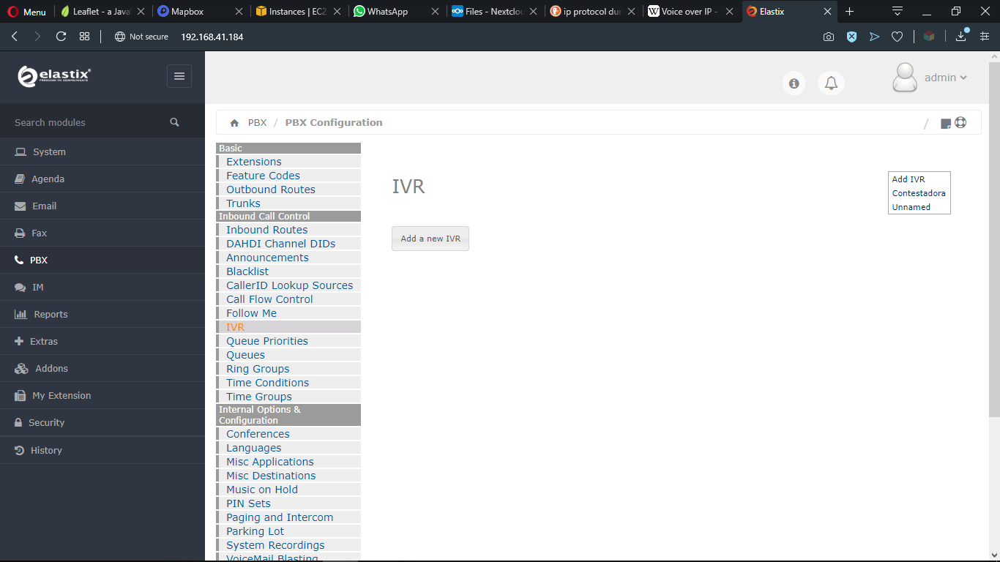 Menu
Leaflet - a Java
Mapbox
Instances | EC2
WhatsApp
Files - Nextclou
ip protocol dur
Voice over IP -
Elastix
Not secure
192.168.41.184
elastix
FREEDOM TO COMMUNICATE
admin
Search modules
PBX / PBX Configuration
/
System
Agenda
Email
Fax
PBX
IM
Reports
Extras
Addons
My Extension
Security
History
Basic
Extensions
Feature Codes
Outbound Routes
Trunks
Inbound Call Control
Inbound Routes
DAHDI Channel DIDs
Announcements
Blacklist
CallerID Lookup Sources
Call Flow Control
Follow Me
IVR
Queue Priorities
Queues
Ring Groups
Time Conditions
Time Groups
Internal Options &
Configuration
Conferences
Languages
Misc Applications
Misc Destinations
Music on Hold
PIN Sets
Paging and Intercom
Parking Lot
System Recordings
VoiceMail Blasting
IVR
Add a new IVR
Add IVR
Contestadora
Unnamed